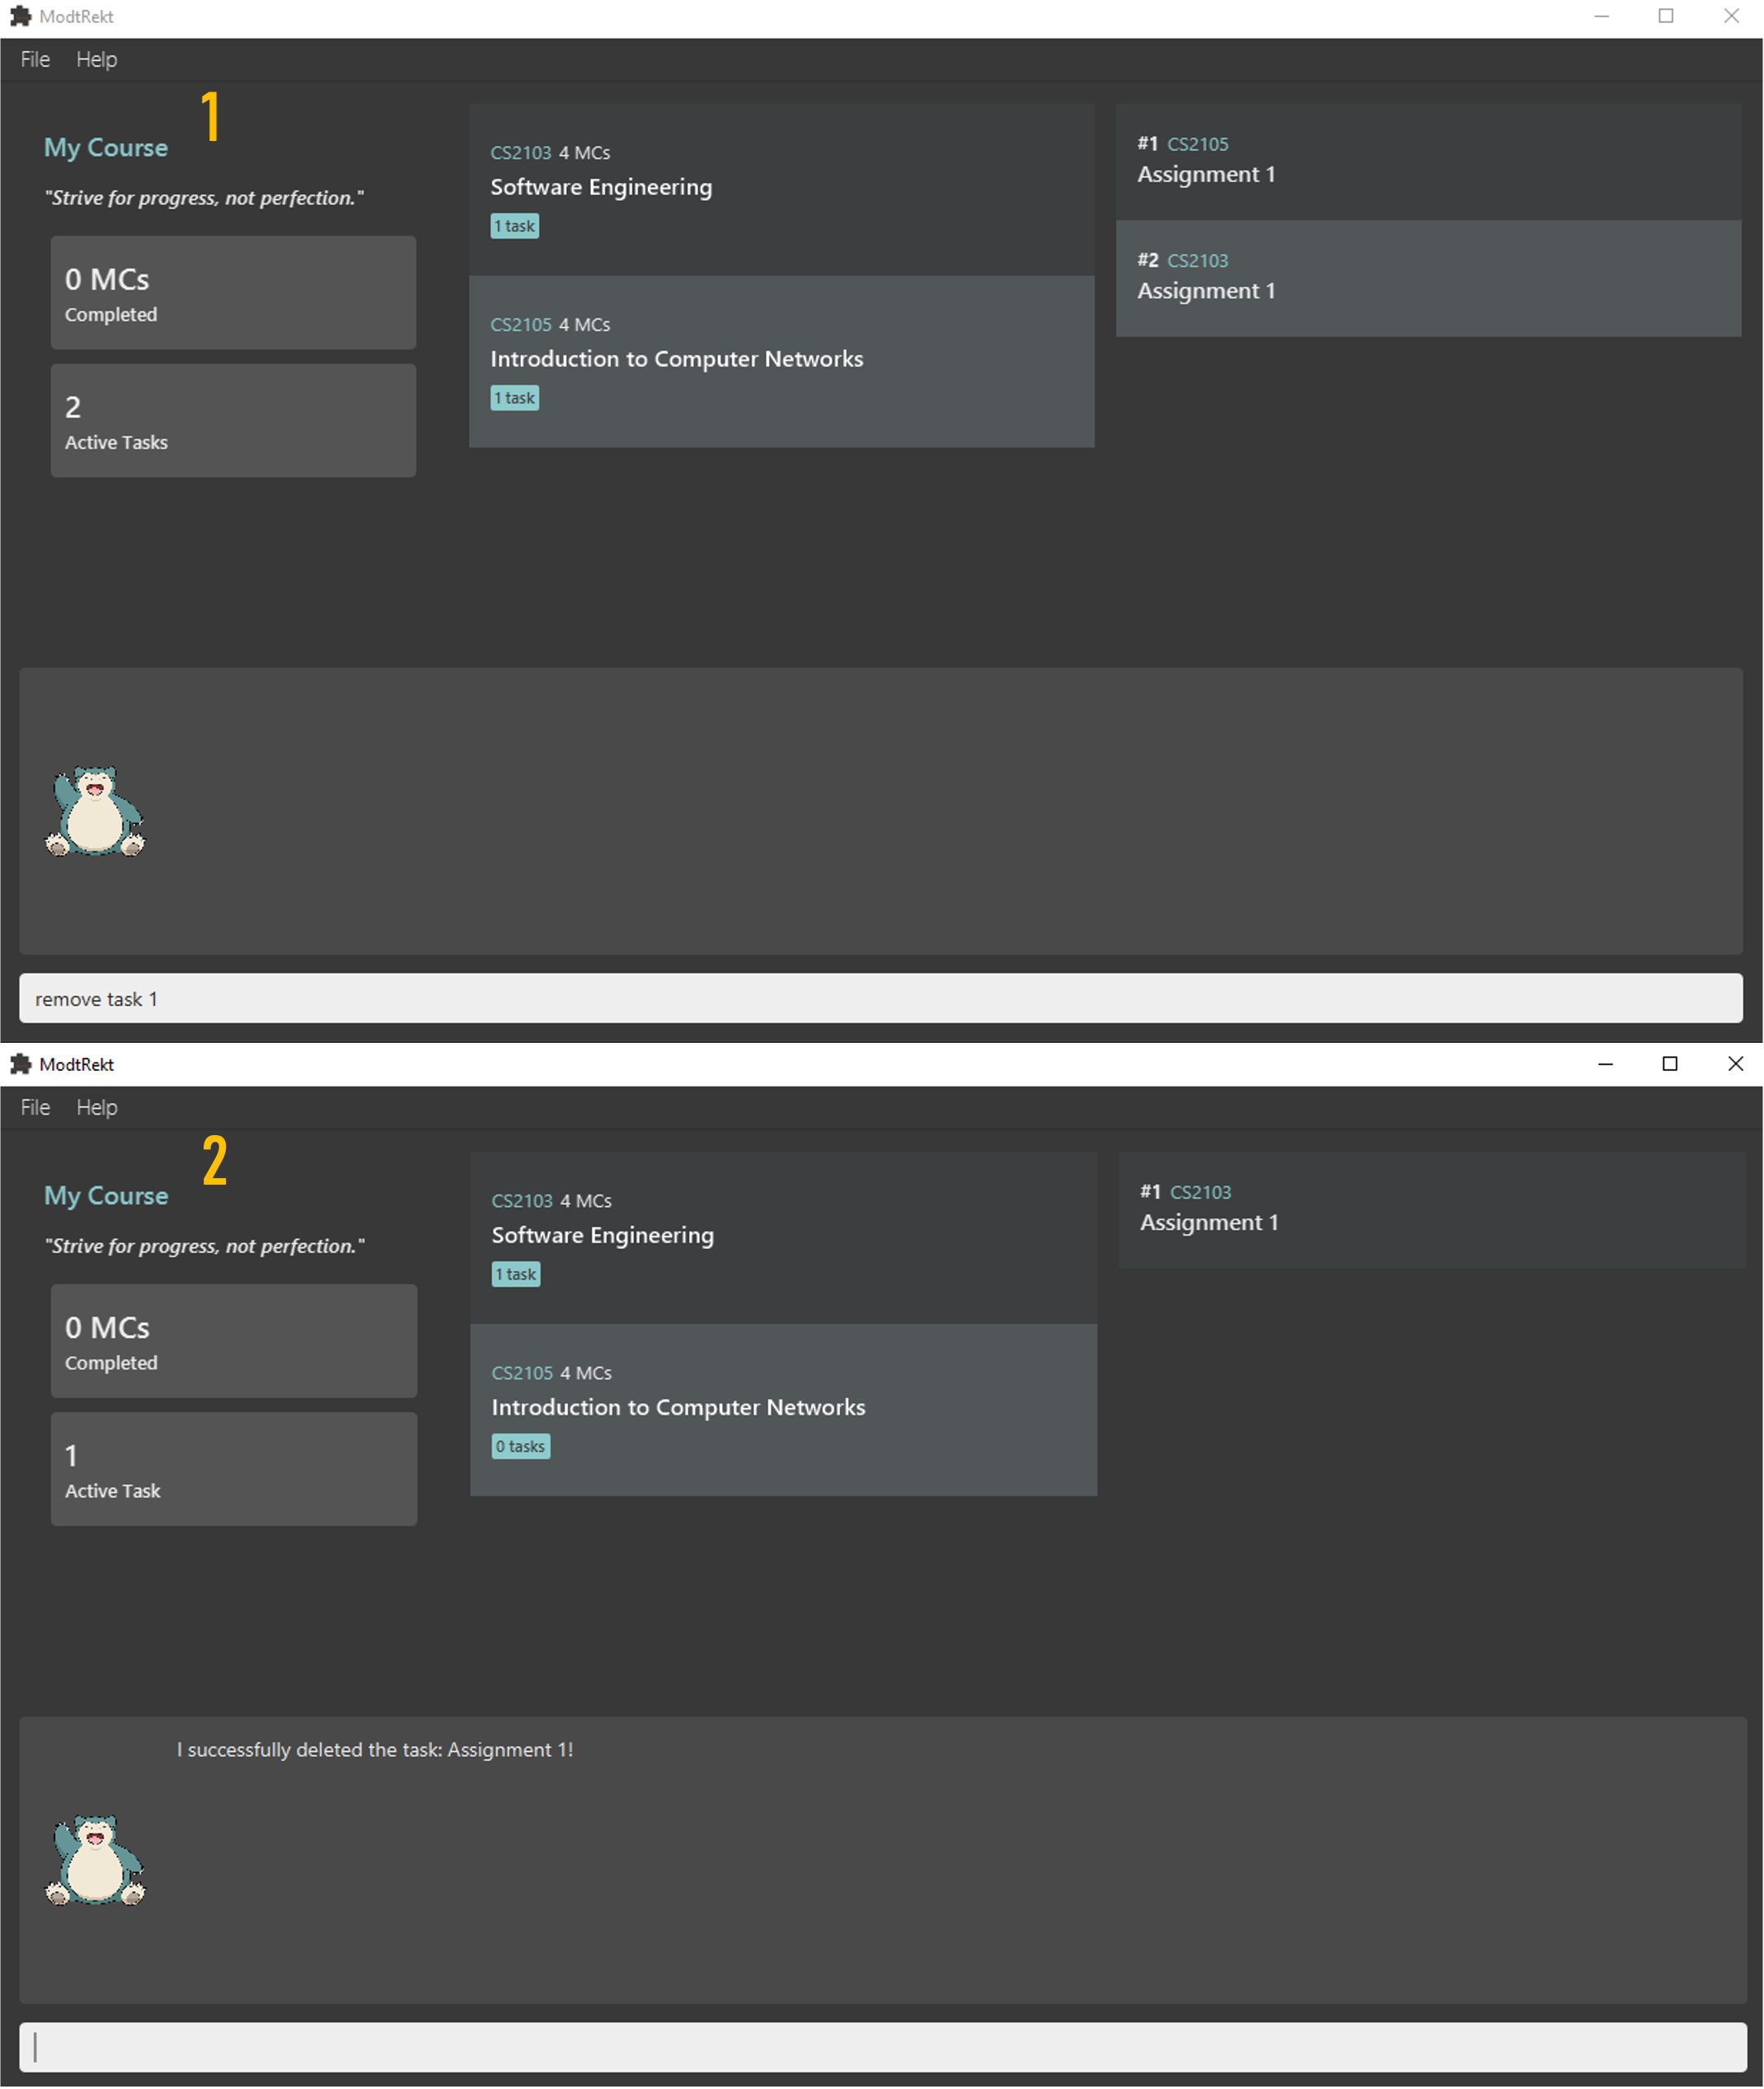 ModtRekt
File Help
1
My Course
"Strive for progress, not perfection."
0 MCs
Completed
2
Active Tasks
CS2103 4 MCs
Software Engineering
1 task
CS2105 4 MCs
Introduction to Computer Networks
1 task
#1 CS2105
Assignment 1
#2 CS2103
Assignment 1
remove task 1
ModtRekt
File Help
2
My Course
"Strive for progress, not perfection."
0 MCs
Completed
1
Active Task
CS2103 4 MCs
Software Engineering
1 task
CS2105 4 MCs
Introduction to Computer Networks
0 tasks
#1 CS2103
Assignment 1
I successfully deleted the task: Assignment 1!